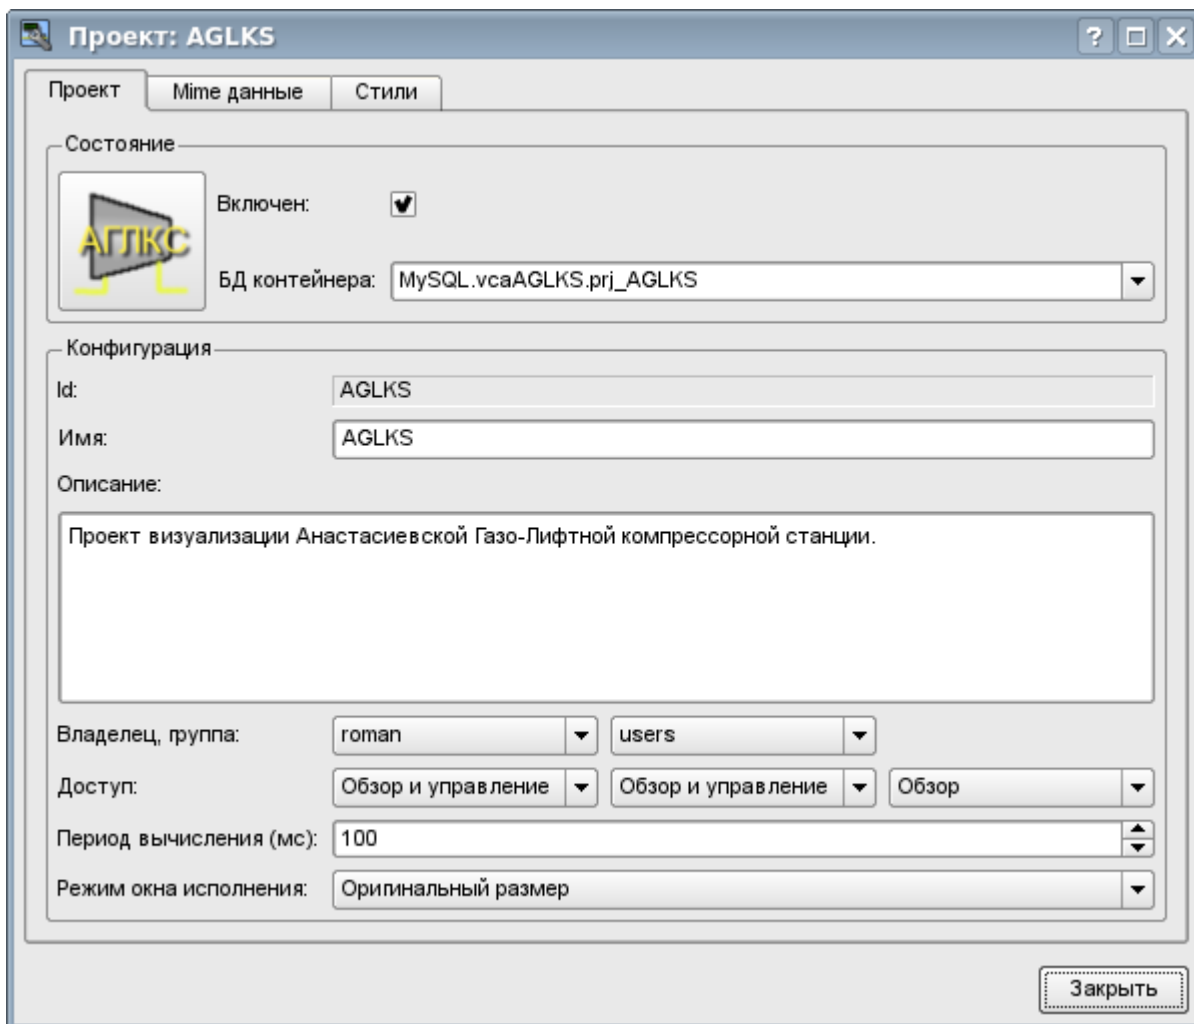 Проект: AGLKS
Проект
Mime данные
Стили
Состояние
АГЛКС
Включен:
БД контейнера: MySQL.vcaAGLKS.prj_AGLKS
Конфигурация
Id: AGLKS
Имя: AGLKS
Описание:
Проект визуализации Анастасиевской Газо-Лифтной компрессорной станции.
Владелец, группа: roman users
Доступ: Обзор и управление Обзор и управление Обзор
Период вычисления (мс): 100
Режим окна исполнения: Оригинальный размер
Закрыть